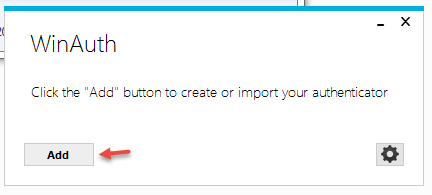 WinAuth
Click the "Add" button to create or import your authenticator
Add